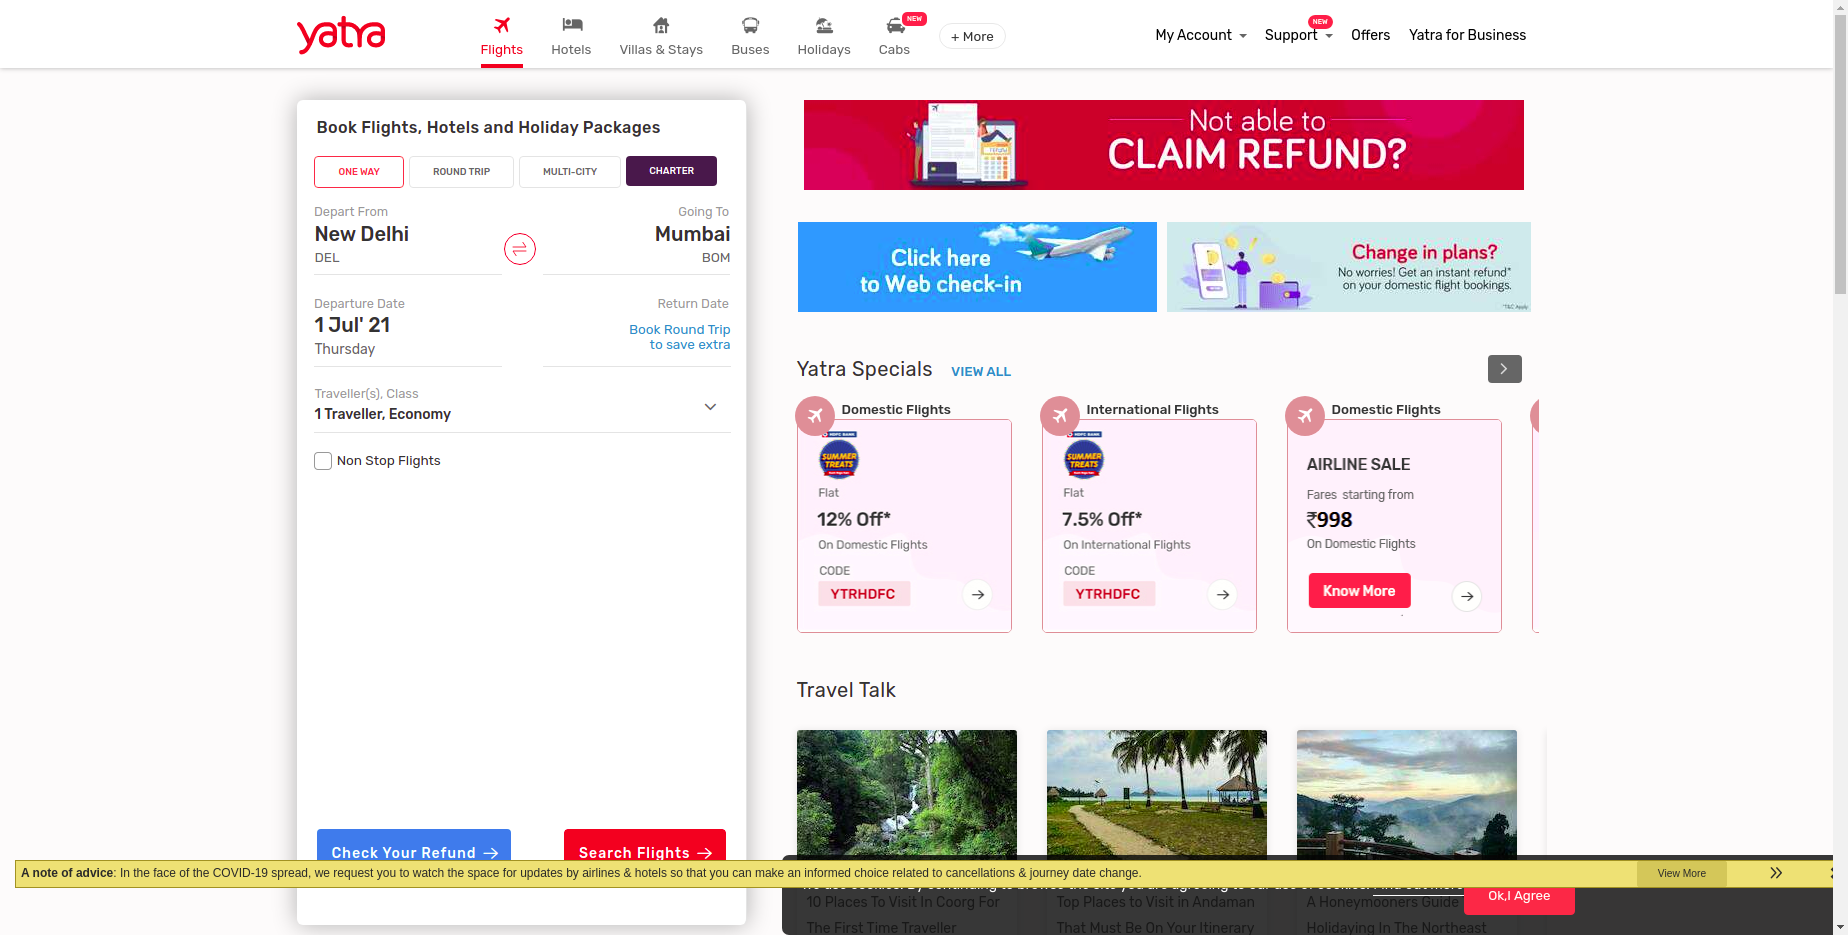 yatra
Flights
Hotels
Villas & Stays
Buses
Holidays
NEW
Cabs
+ More
My Account
NEW
Support
Offers
Yatra for Business
Book Flights, Hotels and Holiday Packages
ONE WAY
ROUND TRIP
MULTI-CITY
CHARTER
Depart From
New Delhi
DEL
Going To
Mumbai
BOM
Departure Date
1 Jul' 21
Thursday
Return Date
Book Round Trip
to save extra
Traveller(s), Class
1 Traveller, Economy
Non Stop Flights
Check Your Refund
Search Flights
Not able to
CLAIM REFUND?
Click here
to Web check-in
Change in plans?
No worries! Get an instant refund*
on your domestic flight bookings.
*T&C Apply
Yatra Specials
VIEW ALL
Domestic Flights
HDFC BANK
SUMMER
TREATS
Flat
12% Off*
On Domestic Flights
CODE
YTRHDFC
International Flights
HDFC BANK
SUMMER
TREATS
Flat
7.5% Off*
On International Flights
CODE
YTRHDFC
Domestic Flights
AIRLINE SALE
Fares starting from
₹998
On Domestic Flights
Know More
Travel Talk
A note of advice: In the face of the COVID-19 spread, we request you to watch the space for updates by airlines & hotels so that you can make an informed choice related to cancellations & journey date change.
View More
Ok,I Agree
10 Places To Visit In Coorg For
The First Time Traveller
Top Places to Visit in Andaman
That Must Be On Your Itinerary
A Honeymooners Guide
Holidaying In The Northeast